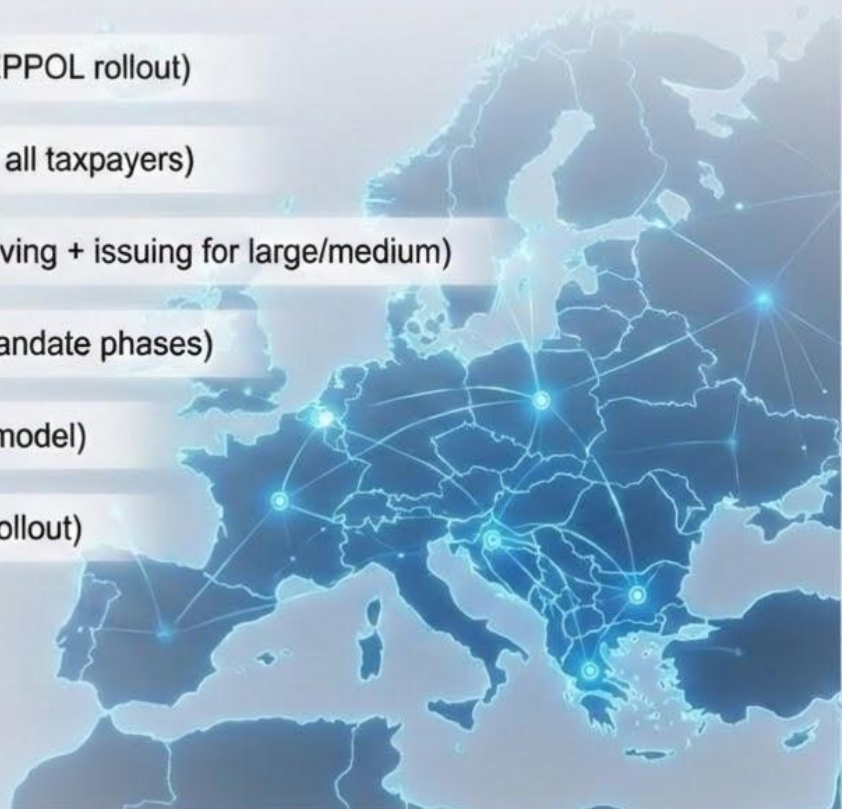 PPOL rollout)
all taxpayers)
ving + issuing for large/medium)
andate phases)
model)
ollout)